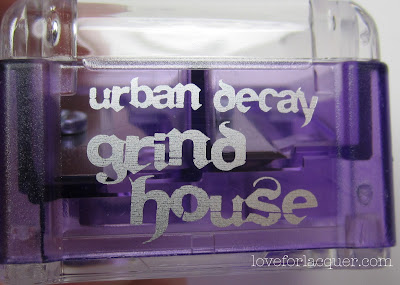 urban decay
grind
house
loveforlacquer.com